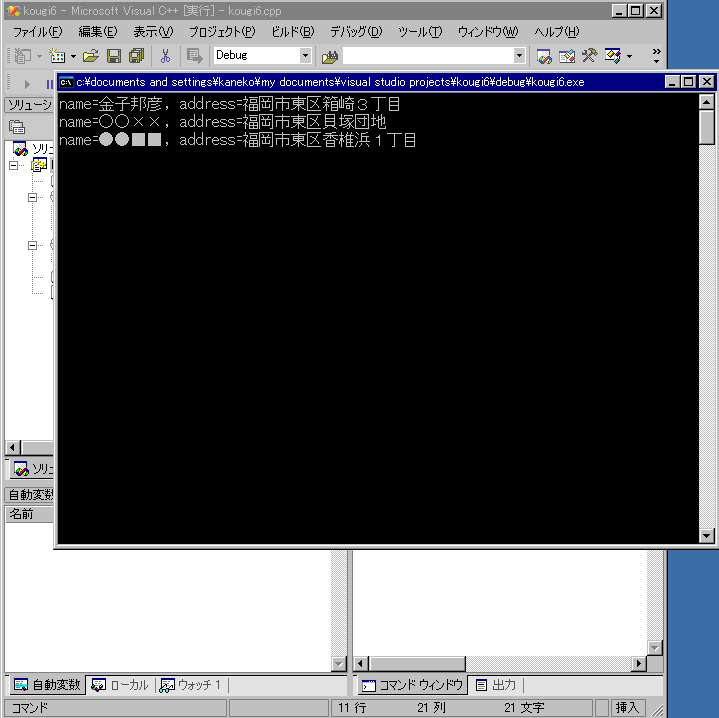 kougi6 - Microsoft Visual C++ [実行] - kougi6.cpp
ファイル(F) 編集(E) 表示(V) プロジェクト(P) ビルド(B) デバッグ(D) ツール(T) ウィンドウ(W) ヘルプ(H)
Debug
c:¥documents and settings¥kaneko¥my documents¥visual studio projects¥kougi6¥debug¥kougi6.exe
ソリューシ
name=金子邦彦, address=福岡市東区箱崎3丁目
name=○○××, address=福岡市東区貝塚団地
name=●●■■, address=福岡市東区香椎浜1丁目
ソリュ
ソリュ
自動変数
名前
自動変数 ローカル ウォッチ 1 コマンド ウィンドウ 出力
コマンド 11 行 21 列 21 文字 挿入